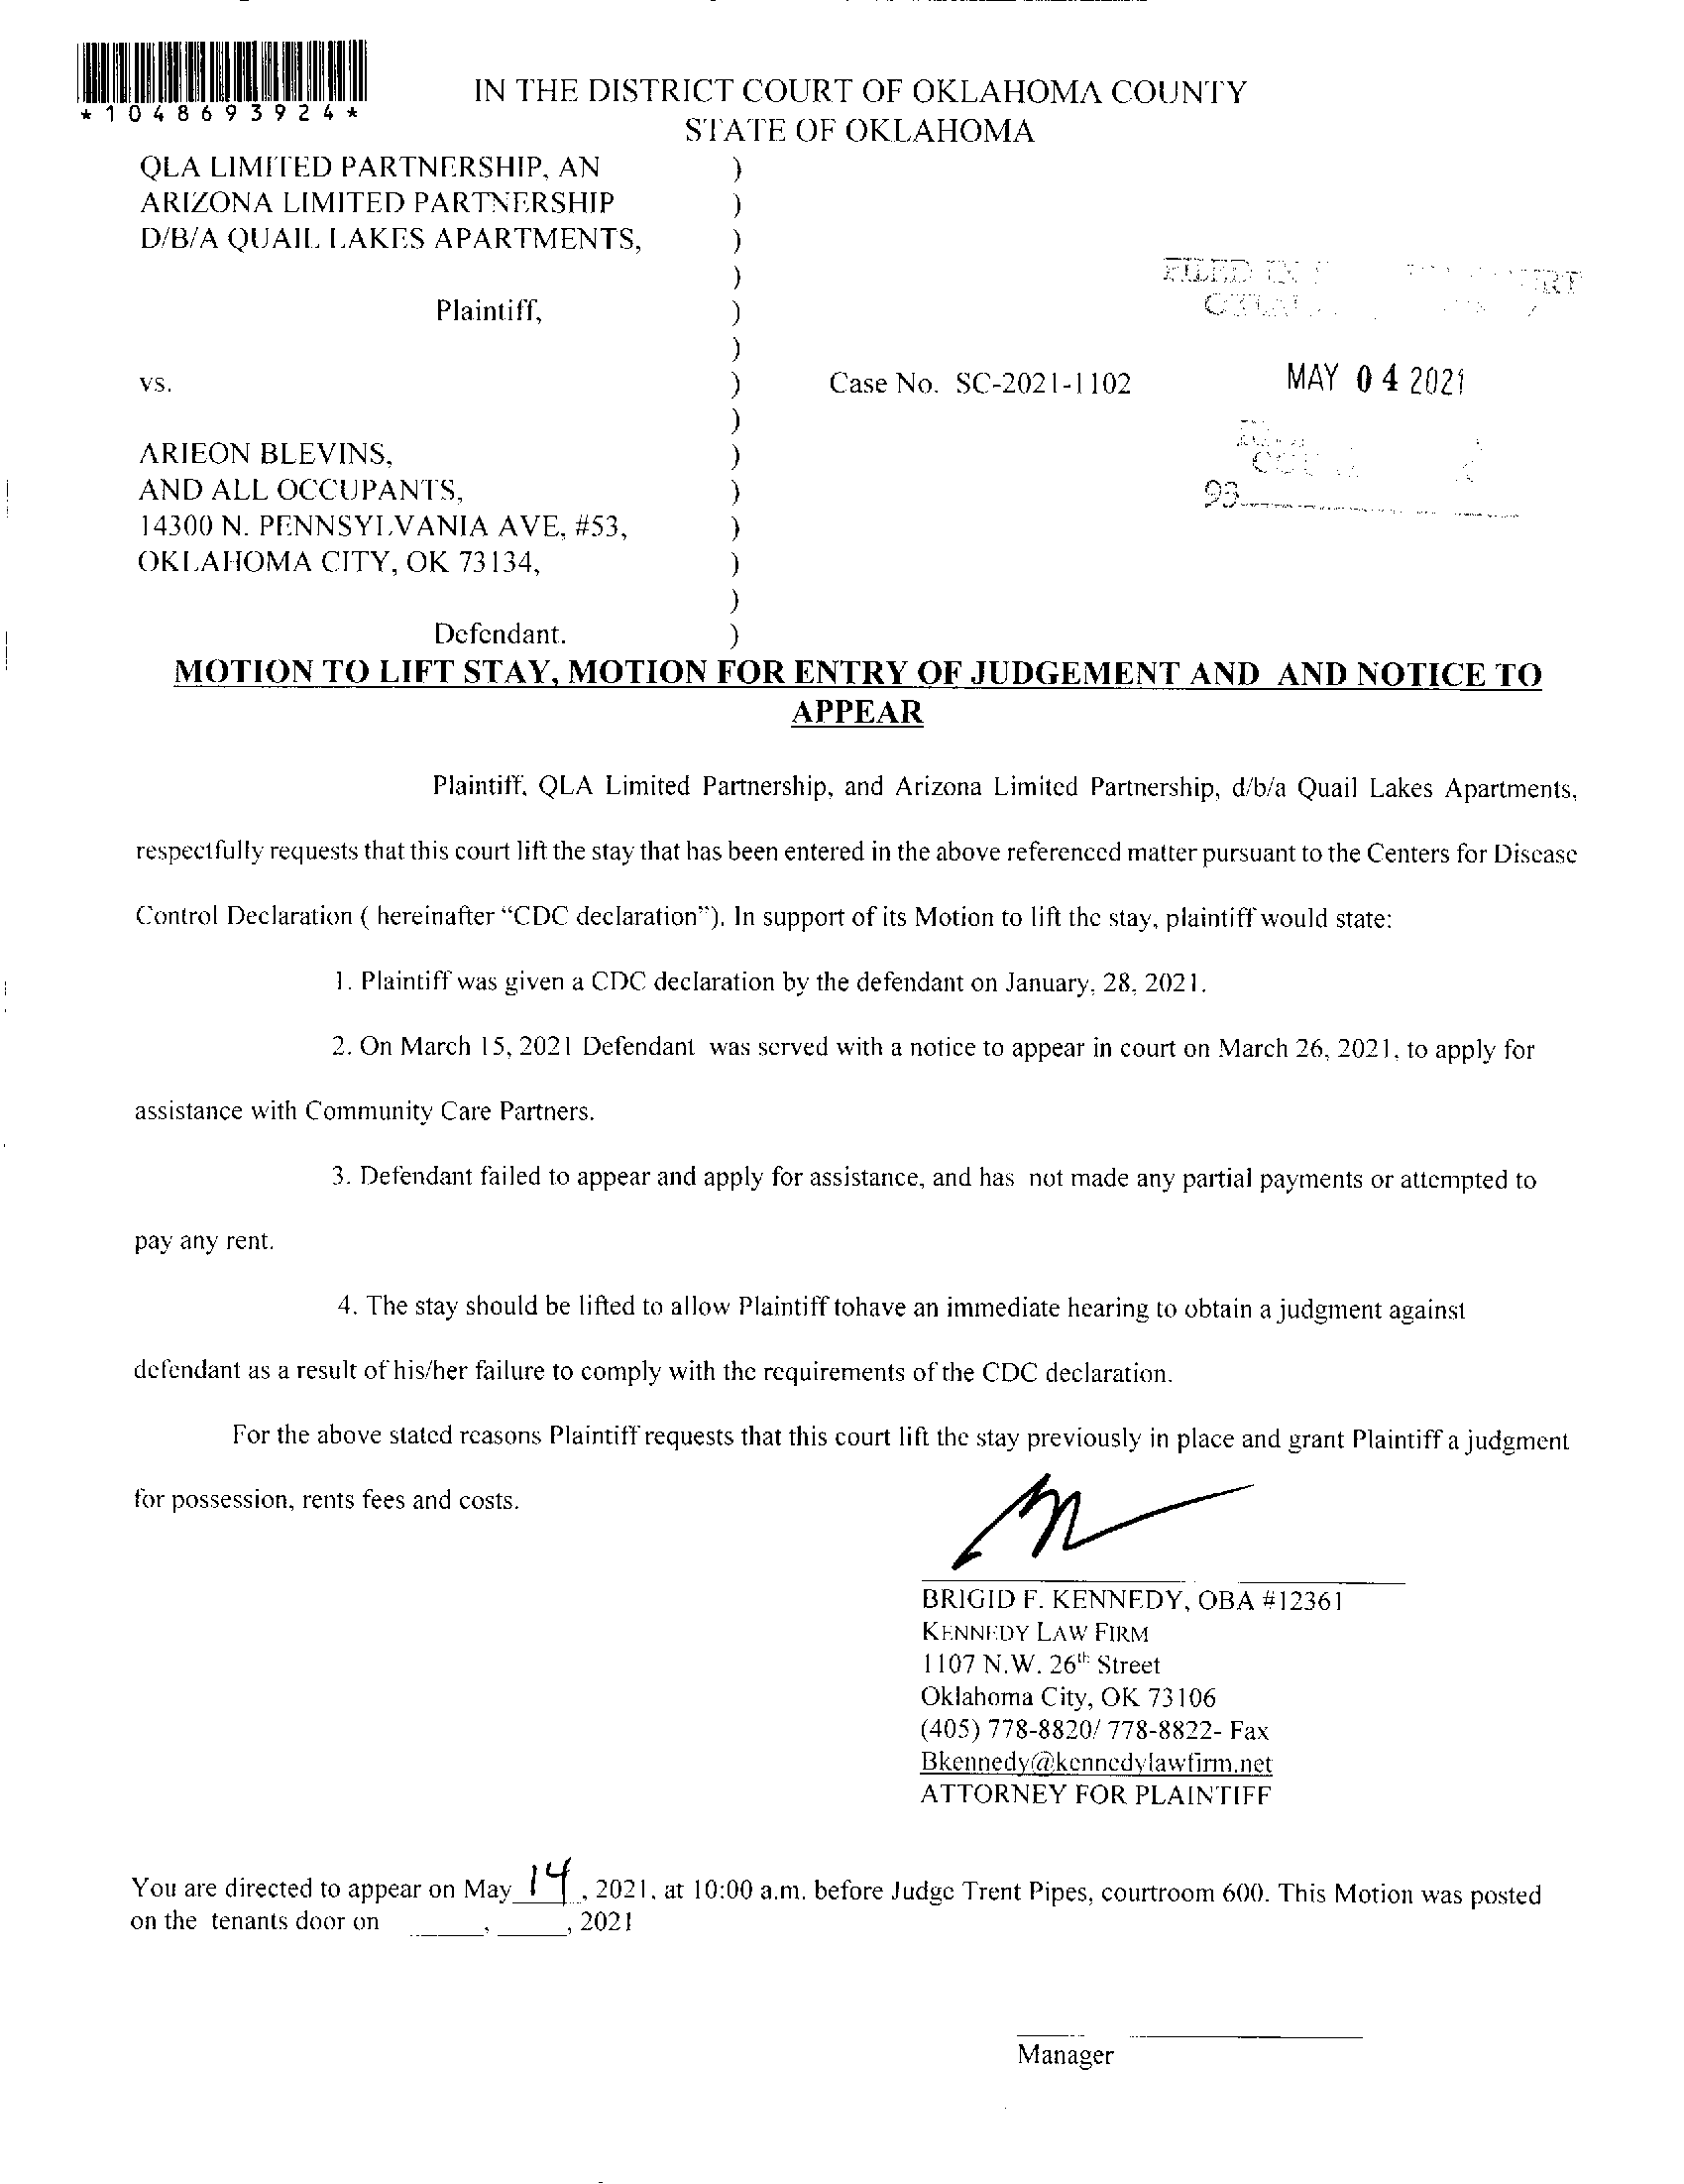 *1048693924*
IN THE DISTRICT COURT OF OKLAHOMA COUNTY
STATE OF OKLAHOMA
QLA LIMITED PARTNERSHIP, AN )
ARIZONA LIMITED PARTNERSHIP )
D/B/A QUAIL LAKES APARTMENTS, )
)
FILED IN
Plaintiff, )
)
vs. ) Case No. SC-2021-1102 MAY 04 2021
)
ARIEON BLEVINS, )
AND ALL OCCUPANTS, )
14300 N. PENNSYLVANIA AVE, #53, )
OKLAHOMA CITY, OK 73134, )
)
Defendant. )
MOTION TO LIFT STAY, MOTION FOR ENTRY OF JUDGEMENT AND AND NOTICE TO
APPEAR
Plaintiff, QLA Limited Partnership, and Arizona Limited Partnership, d/b/a Quail Lakes Apartments,
respectfully requests that this court lift the stay that has been entered in the above referenced matter pursuant to the Centers for Disease
Control Declaration ( hereinafter “CDC declaration”). In support of its Motion to lift the stay, plaintiff would state:
1. Plaintiff was given a CDC declaration by the defendant on January, 28, 2021.
2. On March 15, 2021 Defendant was served with a notice to appear in court on March 26, 2021, to apply for
assistance with Community Care Partners.
3. Defendant failed to appear and apply for assistance, and has not made any partial payments or attempted to
pay any rent.
4. The stay should be lifted to allow Plaintiff tohave an immediate hearing to obtain a judgment against
defendant as a result of his/her failure to comply with the requirements of the CDC declaration.
For the above stated reasons Plaintiff requests that this court lift the stay previously in place and grant Plaintiff a judgment
for possession, rents fees and costs.
BRIGID F. KENNEDY, OBA #12361
KENNEDY LAW FIRM
1107 N.W. 26th Street
Oklahoma City, OK 73106
(405) 778-8820/ 778-8822- Fax
Bkennedy@kennedylawfirm.net
ATTORNEY FOR PLAINTIFF
You are directed to appear on May 14, 2021, at 10:00 a.m. before Judge Trent Pipes, courtroom 600. This Motion was posted
on the tenants door on ______, ______, 2021
Manager